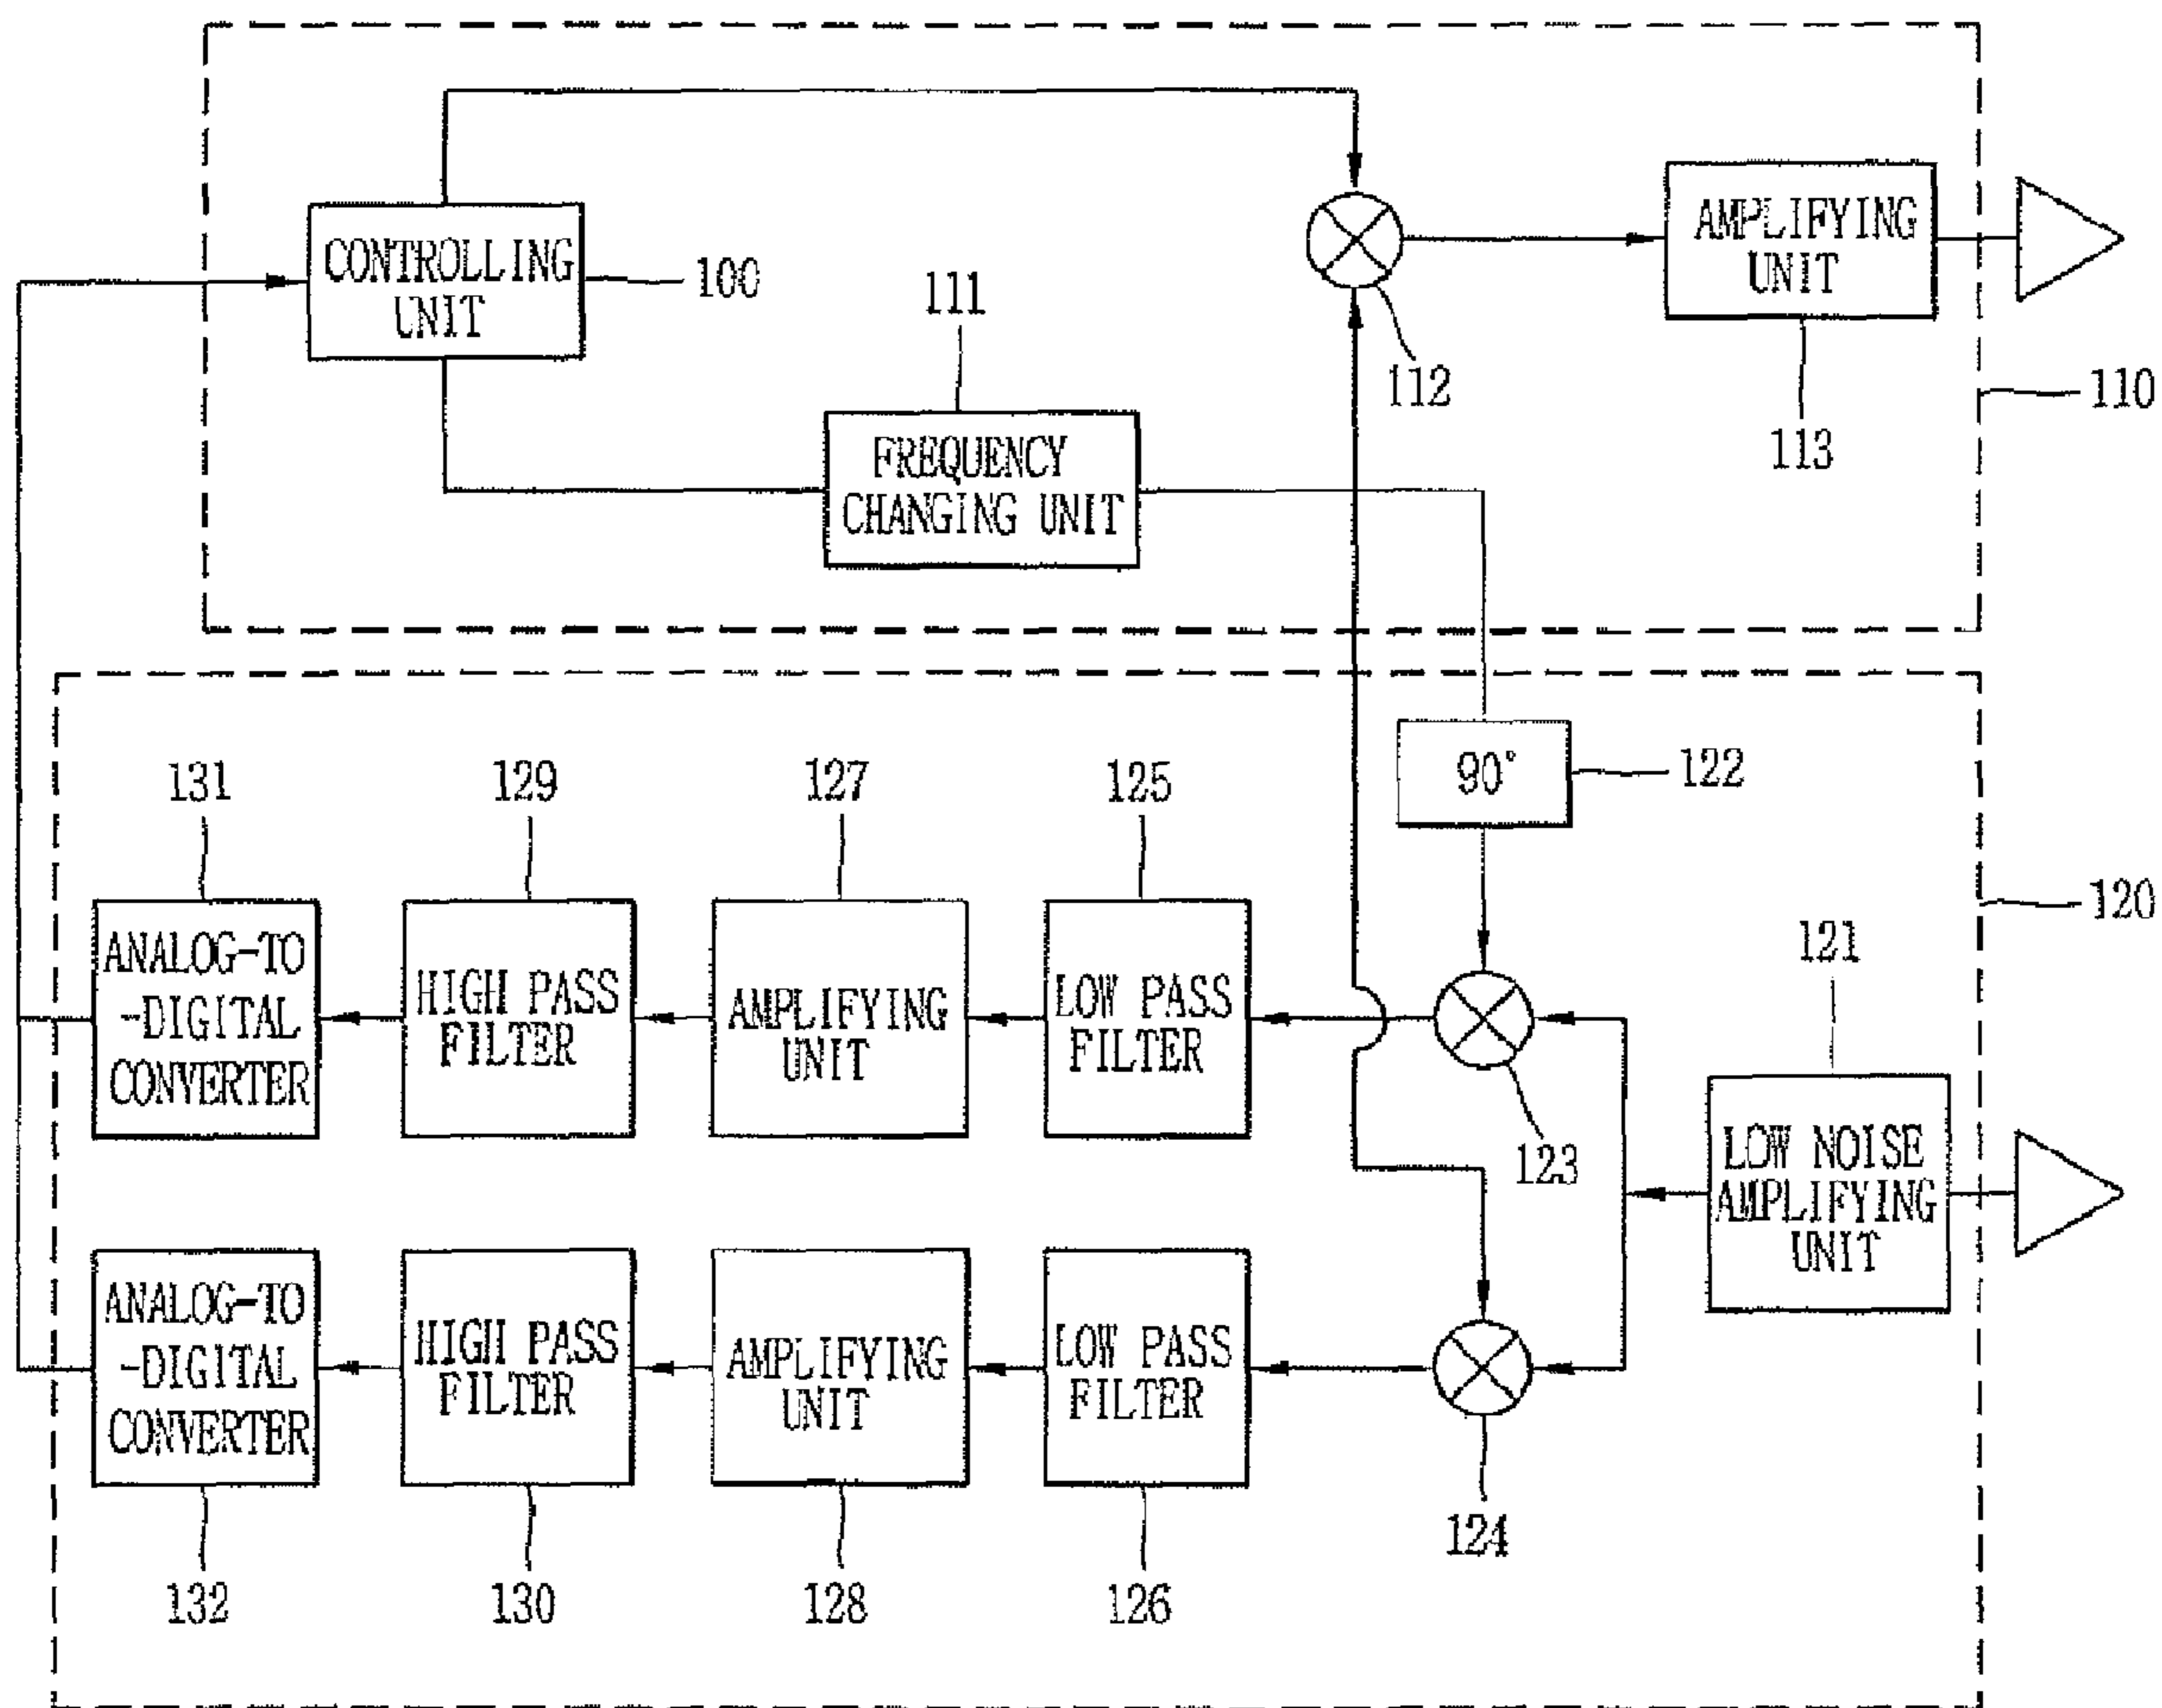 CONTROLLING
UNIT
100
111
FREQUENCY
CHANGING UNIT
112
AMPLIFYING
UNIT
113
110
90°
122
131
129
127
125
120
121
ANALOG-TO
-DIGITAL
CONVERTER
HIGH PASS
FILTER
AMPLIFYING
UNIT
LOW PASS
FILTER
123
LOW NOISE
AMPLIFYING
UNIT
ANALOG-TO
-DIGITAL
CONVERTER
HIGH PASS
FILTER
AMPLIFYING
UNIT
LOW PASS
FILTER
124
132
130
128
126